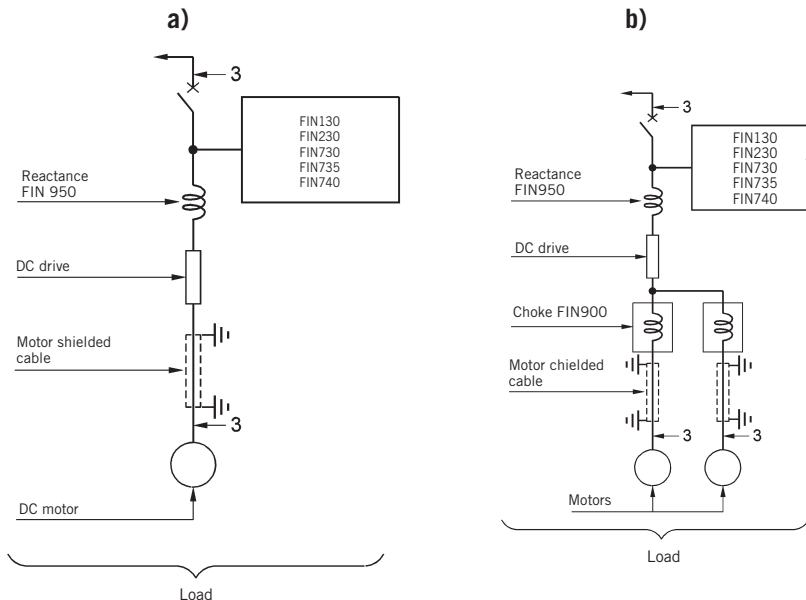 a)
3
FIN130
FIN230
FIN730
FIN735
FIN740
Reactance
FIN 950
DC drive
Motor shielded
cable
3
DC motor
Load
b)
3
FIN130
FIN230
FIN730
FIN735
FIN740
Reactance
FIN950
DC drive
Choke FIN900
Motor chielded
cable
3
3
Motors
Load